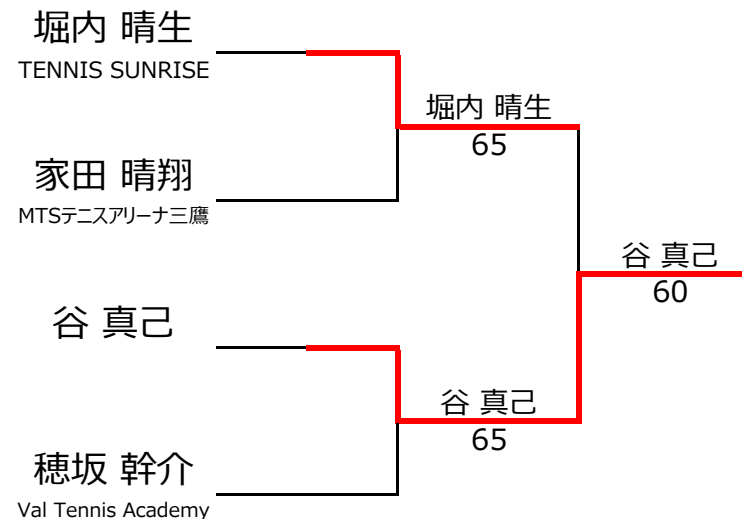 堀内 晴生
TENNIS SUNRISE
堀内 晴生
65
家田 晴翔
MTSテニスアリーナ三鷹
谷 真己
60
谷 真己
谷 真己
65
穂坂 幹介
Val Tennis Academy